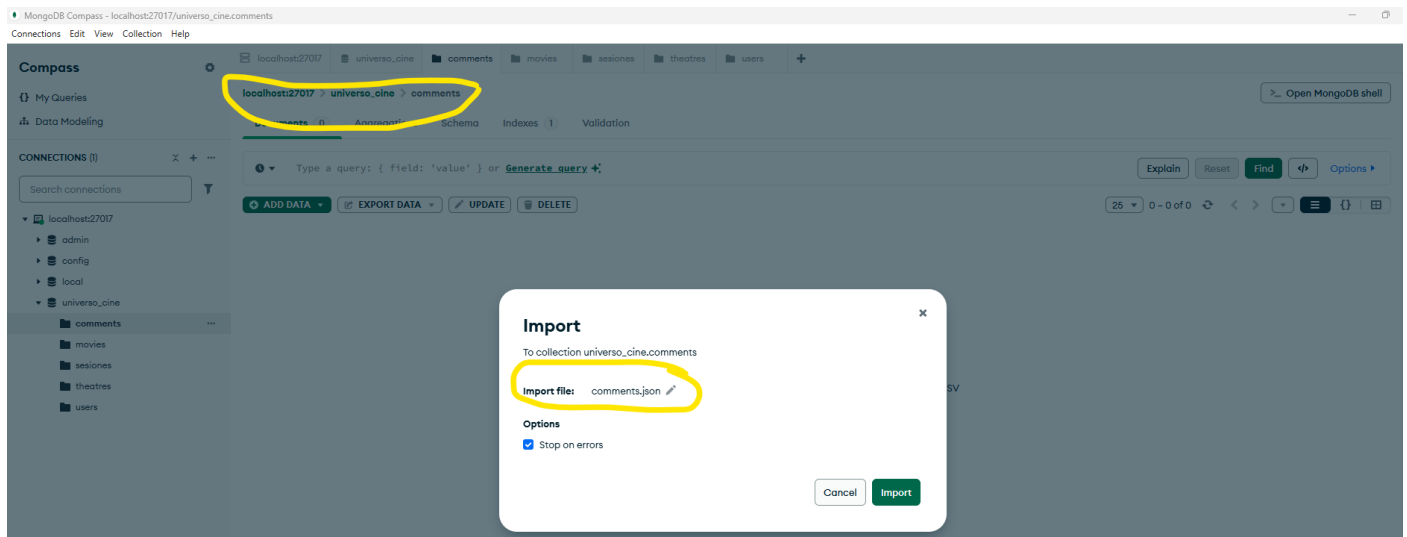 MongoDB Compass - localhost:27017/universo_cine.comments
Connections Edit View Collection Help
Compass
localhost:27017 universo_cine comments movies sesiones theatres users
My Queries
localhost:27017 > universo_cine > comments
>_ Open MongoDB shell
Data Modeling
Documents 0 Aggregations Schema Indexes 1 Validation
CONNECTIONS (1)
Type a query: { field: 'value' } or Generate query
Explain Reset Find </> Options
Search connections
ADD DATA EXPORT DATA UPDATE DELETE
25 0 – 0 of 0
localhost:27017
admin
config
local
universo_cine
comments
movies
sesiones
theatres
users
Import
To collection universo_cine.comments
Import file: comments.json
SV
Options
Stop on errors
Cancel Import